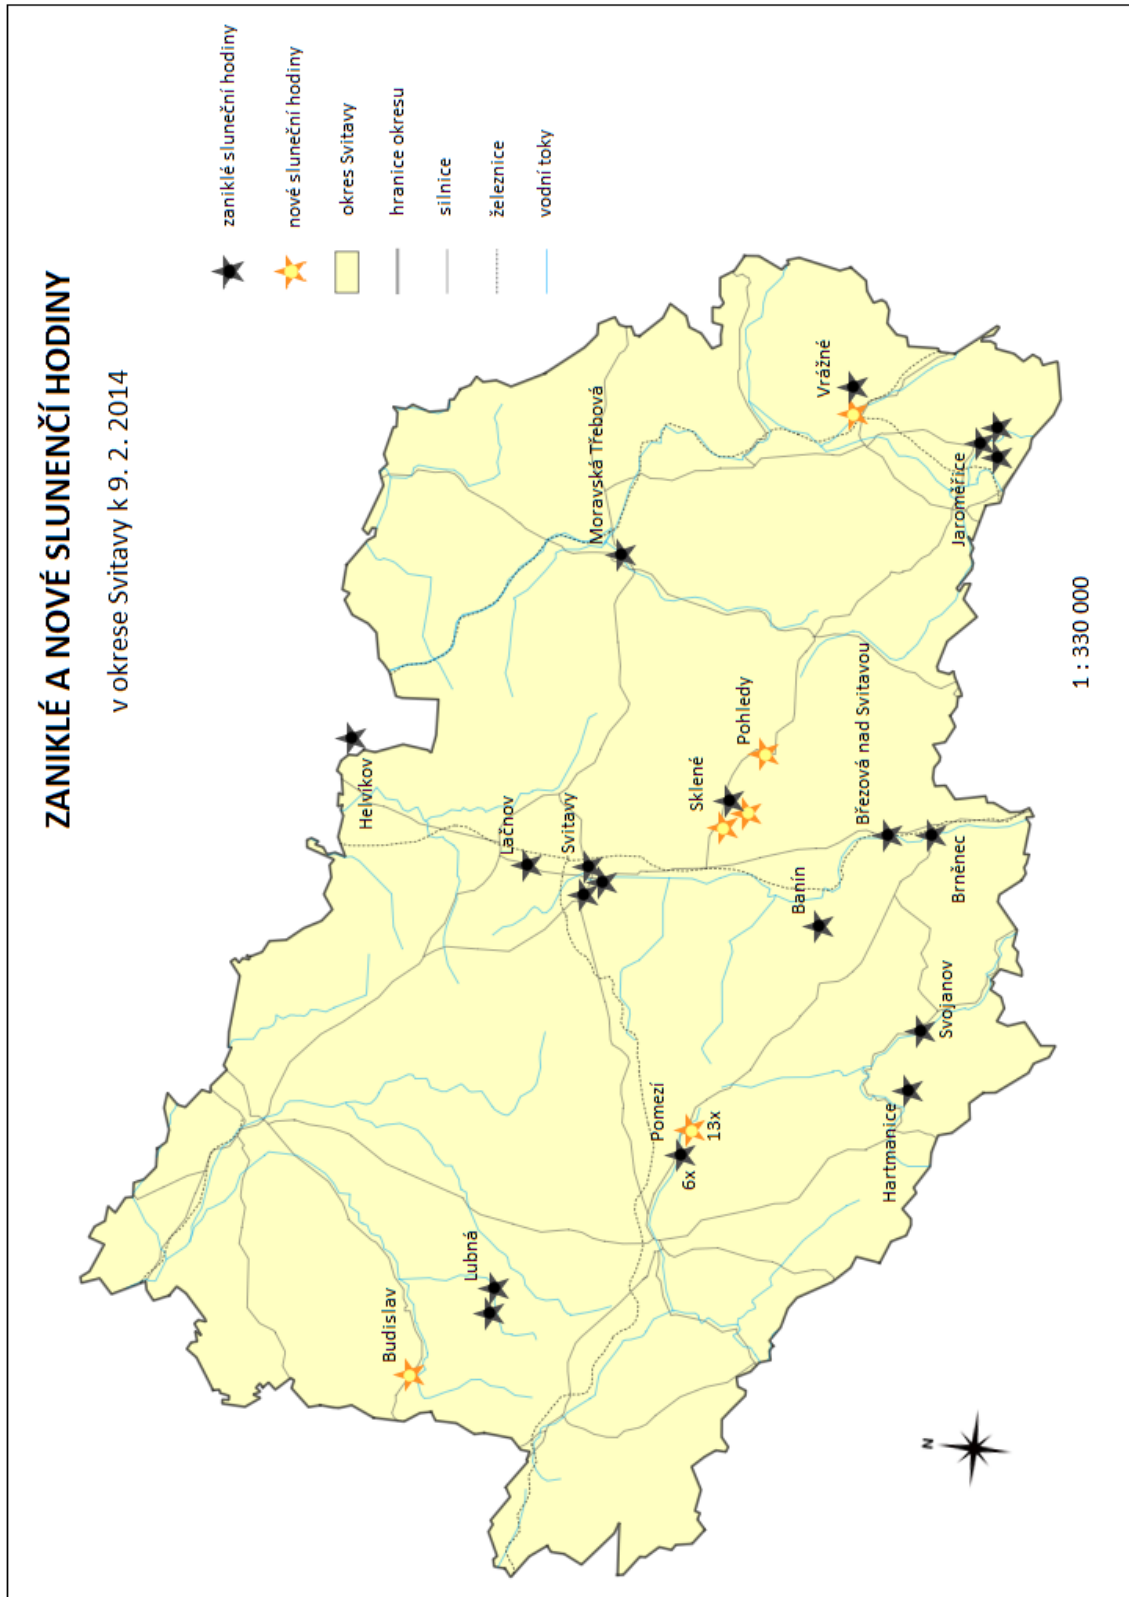 ZANIKLÉ A NOVÉ SLUNENČÍ HODINY
v okrese Svitavy k 9. 2. 2014
zaniklé sluneční hodiny
nové sluneční hodiny
okres Svitavy
hranice okresu
silnice
železnice
vodní toky
Helvíkov
Budislav
Lubná
Lačnov
Svitavy
Moravská Třebová
Pomezí
6x
13x
Sklené
Pohledy
Vrážné
Banín
Březová nad Svitavou
Hartmanice
Svojanov
Brněnec
Jaroměřice
N
1 : 330 000